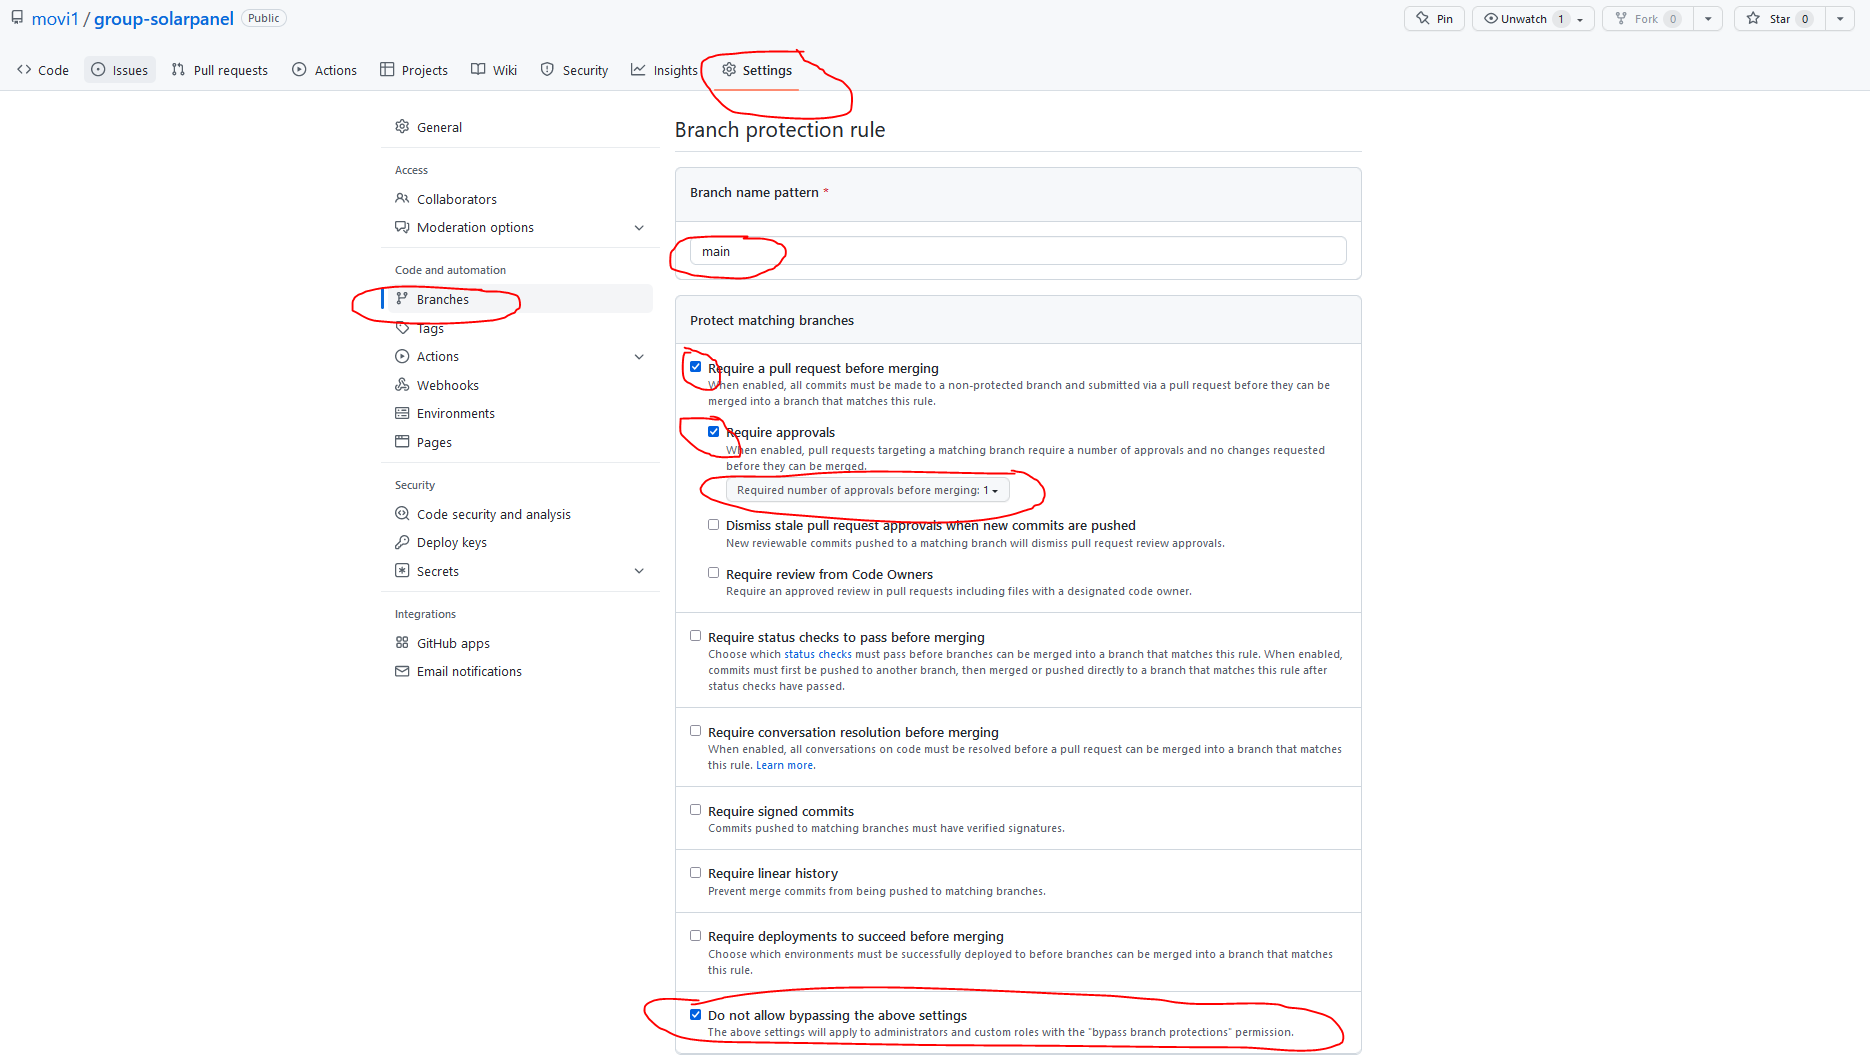 movi1 / group-solarpanel Public
Pin
Unwatch 1
Fork 0
Star 0
Code
Issues
Pull requests
Actions
Projects
Wiki
Security
Insights
Settings
General
Access
Collaborators
Moderation options
Code and automation
Branches
Tags
Actions
Webhooks
Environments
Pages
Security
Code security and analysis
Deploy keys
Secrets
Integrations
GitHub apps
Email notifications
Branch protection rule
Branch name pattern *
main
Protect matching branches
Require a pull request before merging
When enabled, all commits must be made to a non-protected branch and submitted via a pull request before they can be
merged into a branch that matches this rule.
Require approvals
When enabled, pull requests targeting a matching branch require a number of approvals and no changes requested
before they can be merged.
Required number of approvals before merging: 1
Dismiss stale pull request approvals when new commits are pushed
New reviewable commits pushed to a matching branch will dismiss pull request review approvals.
Require review from Code Owners
Require an approved review in pull requests including files with a designated code owner.
Require status checks to pass before merging
Choose which status checks must pass before branches can be merged into a branch that matches this rule. When enabled,
commits must first be pushed to another branch, then merged or pushed directly to a branch that matches this rule after
status checks have passed.
Require conversation resolution before merging
When enabled, all conversations on code must be resolved before a pull request can be merged into a branch that matches
this rule. Learn more.
Require signed commits
Commits pushed to matching branches must have verified signatures.
Require linear history
Prevent merge commits from being pushed to matching branches.
Require deployments to succeed before merging
Choose which environments must be successfully deployed to before branches can be merged into a branch that matches
this rule.
Do not allow bypassing the above settings
The above settings will apply to administrators and custom roles with the "bypass branch protections" permission.